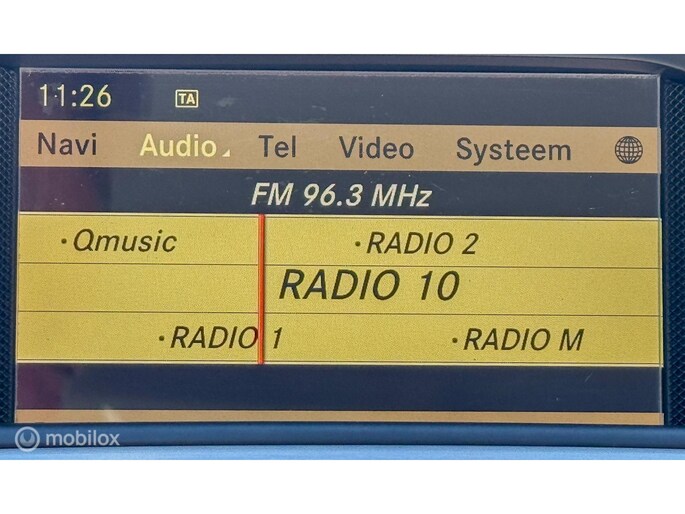 11:26 TA
Navi Audio Tel Video Systeem
FM 96.3 MHz
·Qmusic ·RADIO 2
RADIO 10
·RADIO 1 ·RADIO M
mobilox